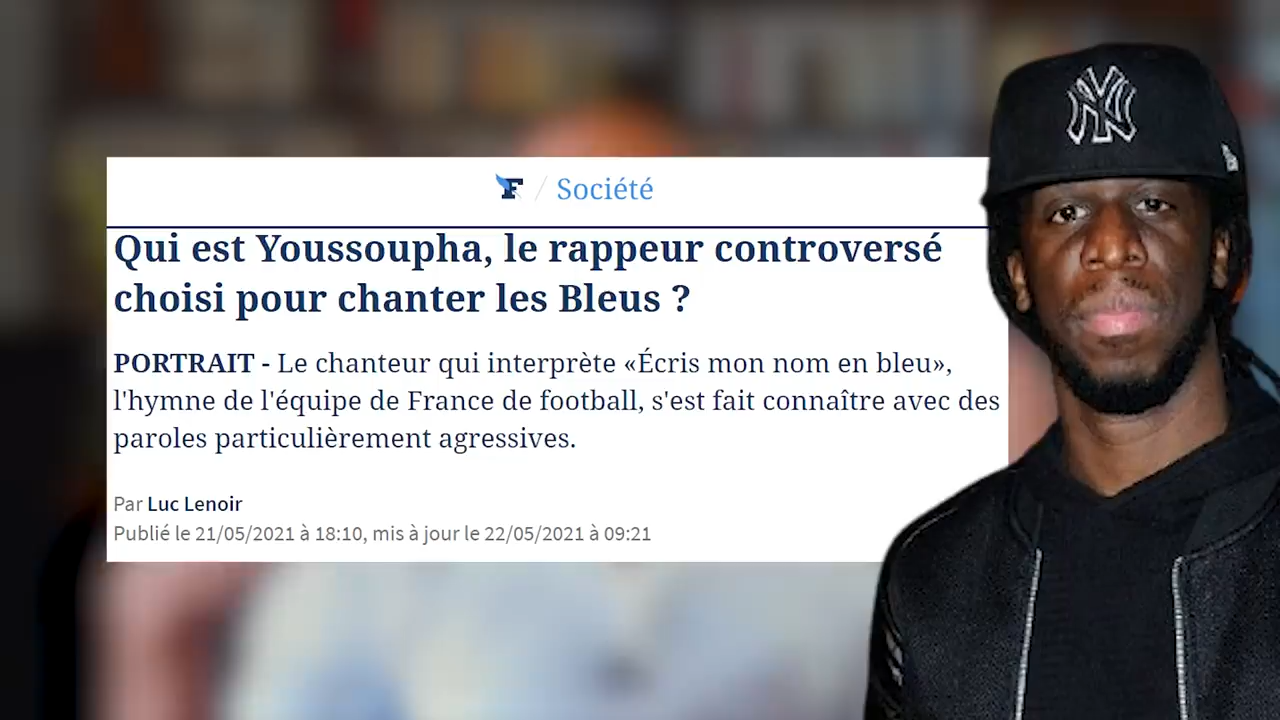 F / Société
Qui est Youssoupha, le rappeur controversé
choisi pour chanter les Bleus ?
PORTRAIT - Le chanteur qui interprète «Écris mon nom en bleu»,
l'hymne de l'équipe de France de football, s'est fait connaître avec des
paroles particulièrement agressives.
Par Luc Lenoir
Publié le 21/05/2021 à 18:10, mis à jour le 22/05/2021 à 09:21
NY